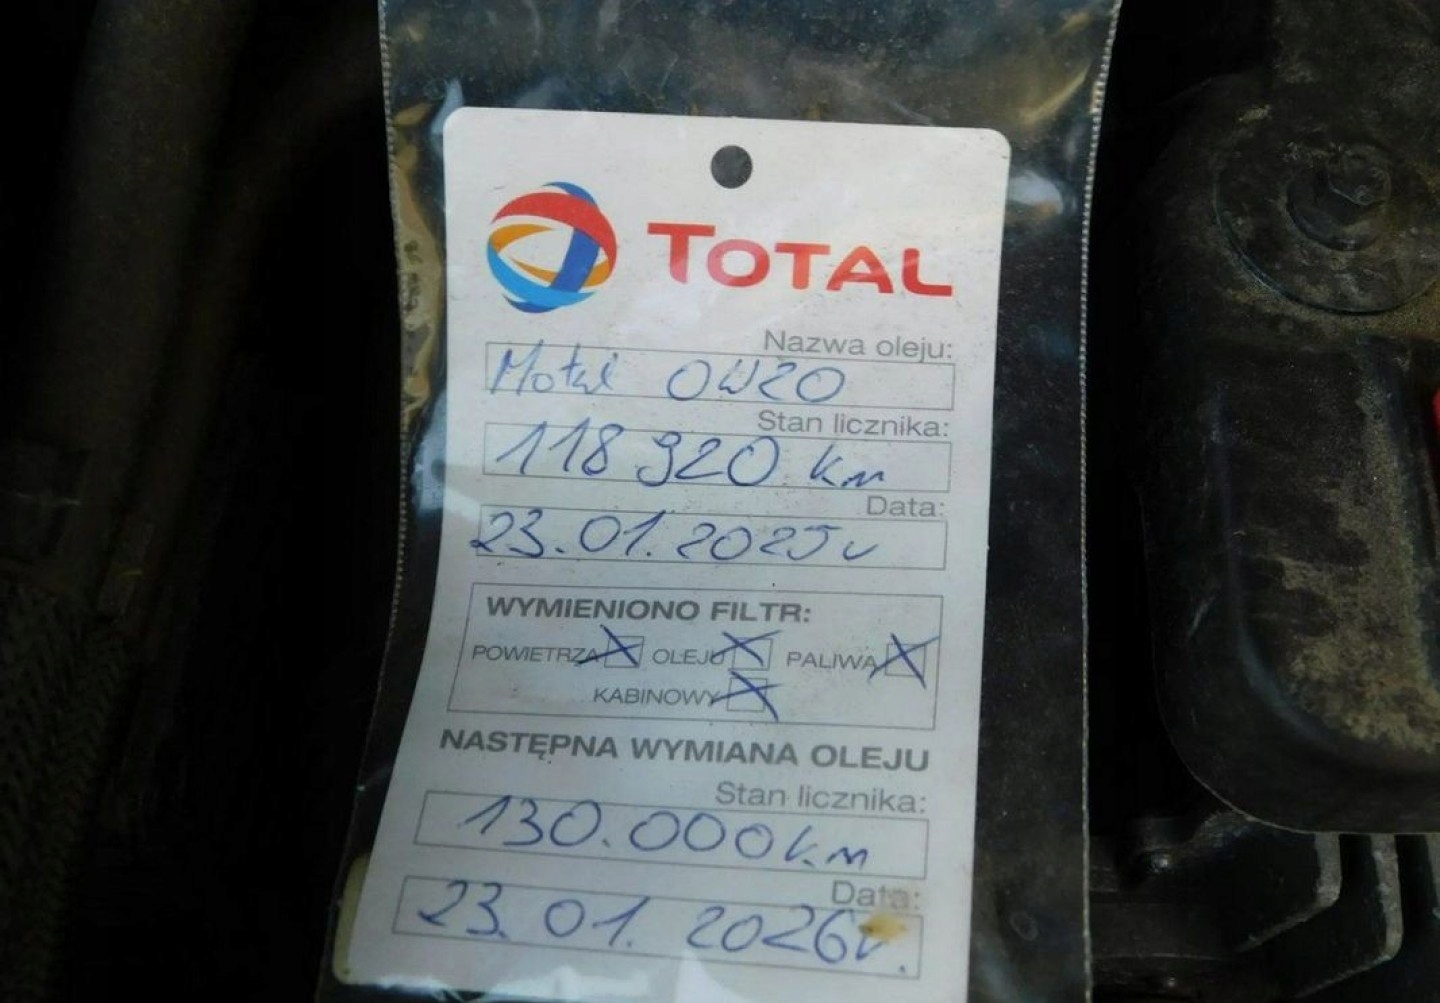 TOTAL
Nazwa oleju:
Motul 0W20
Stan licznika:
118 920 km
Data:
23.01.2025r
WYMIENIONO FILTR:
POWIETRZA OLEJU PALIWA
KABINOWY
NASTĘPNA WYMIANA OLEJU
Stan licznika:
130.000km
Data:
23.01.2026r.